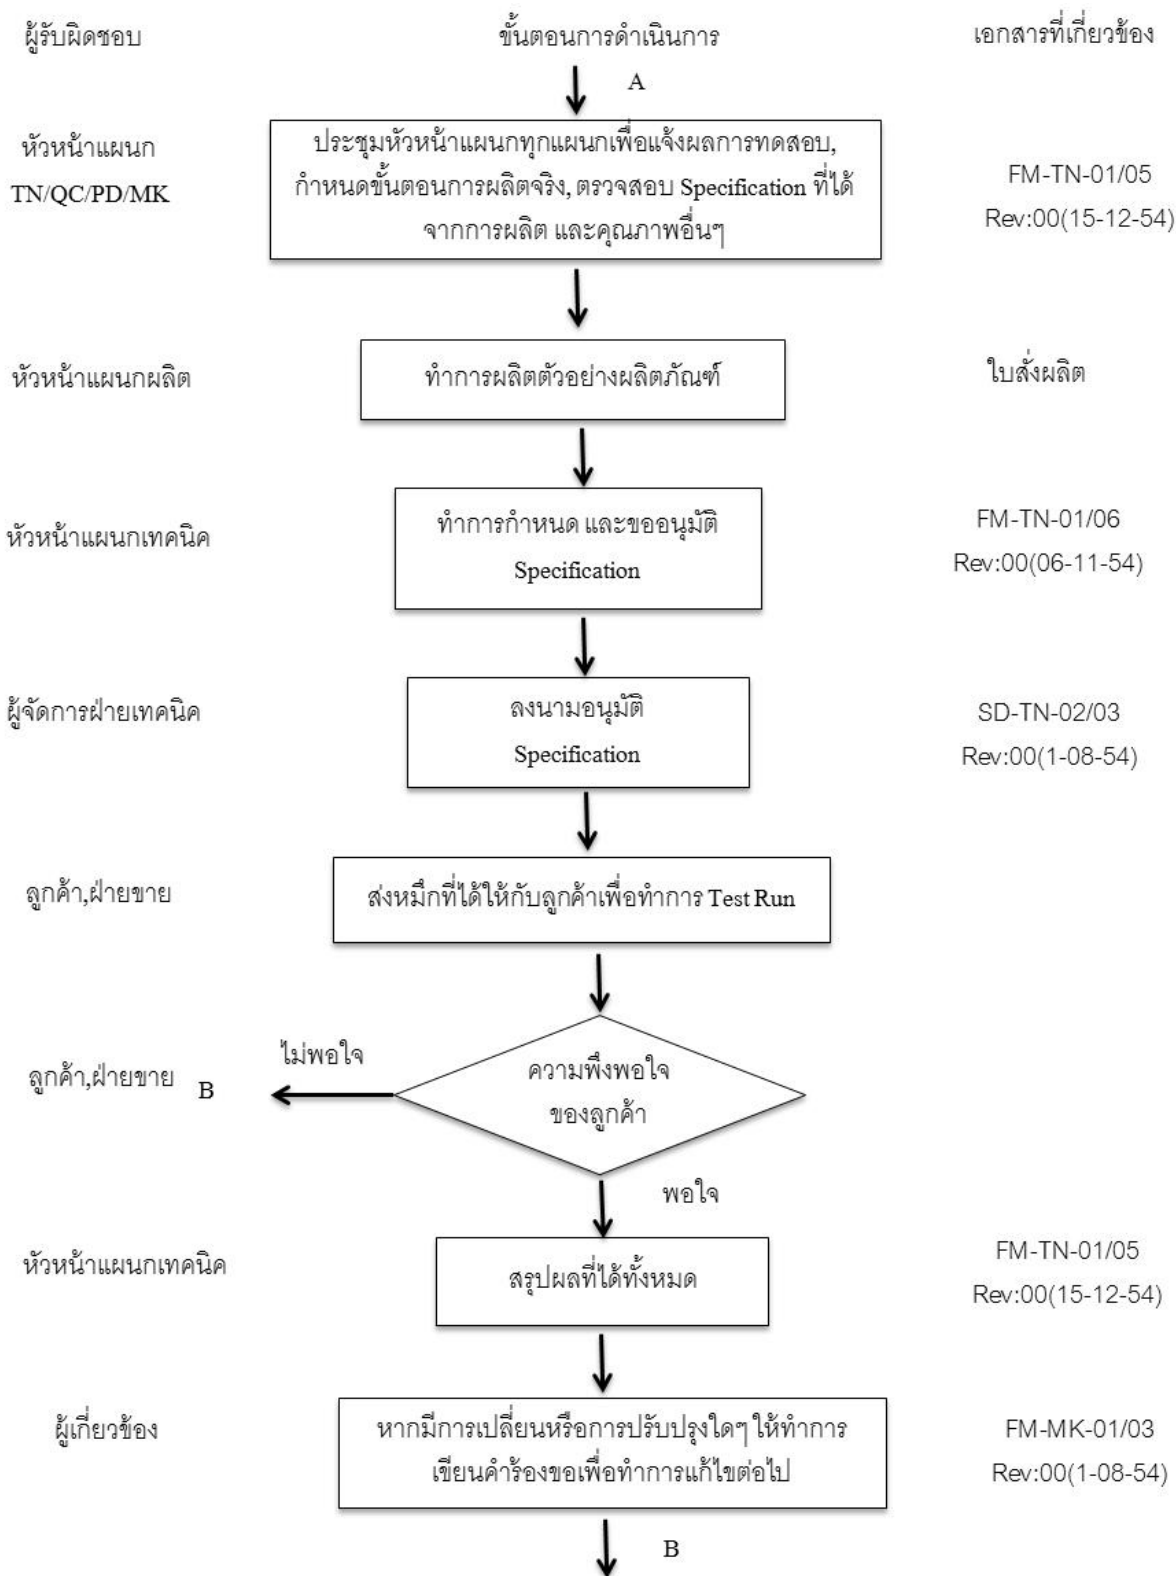 ผู้รับผิดชอบ
ขั้นตอนการดำเนินการ
เอกสารที่เกี่ยวข้อง
A
หัวหน้าแผนก
TN/QC/PD/MK
ประชุมหัวหน้าแผนกทุกแผนกเพื่อแจ้งผลการทดสอบ,
กำหนดขั้นตอนการผลิตจริง, ตรวจสอบ Specification ที่ได้
จากการผลิต และคุณภาพอื่นๆ
FM-TN-01/05
Rev:00(15-12-54)
หัวหน้าแผนกผลิต
ทำการผลิตตัวอย่างผลิตภัณฑ์
ใบสั่งผลิต
หัวหน้าแผนกเทคนิค
ทำการกำหนด และขออนุมัติ
Specification
FM-TN-01/06
Rev:00(06-11-54)
ผู้จัดการฝ่ายเทคนิค
ลงนามอนุมัติ
Specification
SD-TN-02/03
Rev:00(1-08-54)
ลูกค้า,ฝ่ายขาย
ส่งหมึกที่ได้ให้กับลูกค้าเพื่อทำการ Test Run
ลูกค้า,ฝ่ายขาย
B
ไม่พอใจ
ความพึงพอใจ
ของลูกค้า
พอใจ
หัวหน้าแผนกเทคนิค
สรุปผลที่ได้ทั้งหมด
FM-TN-01/05
Rev:00(15-12-54)
ผู้เกี่ยวข้อง
หากมีการเปลี่ยนหรือการปรับปรุงใดๆ ให้ทำการ
เขียนคำร้องขอเพื่อทำการแก้ไขต่อไป
FM-MK-01/03
Rev:00(1-08-54)
B